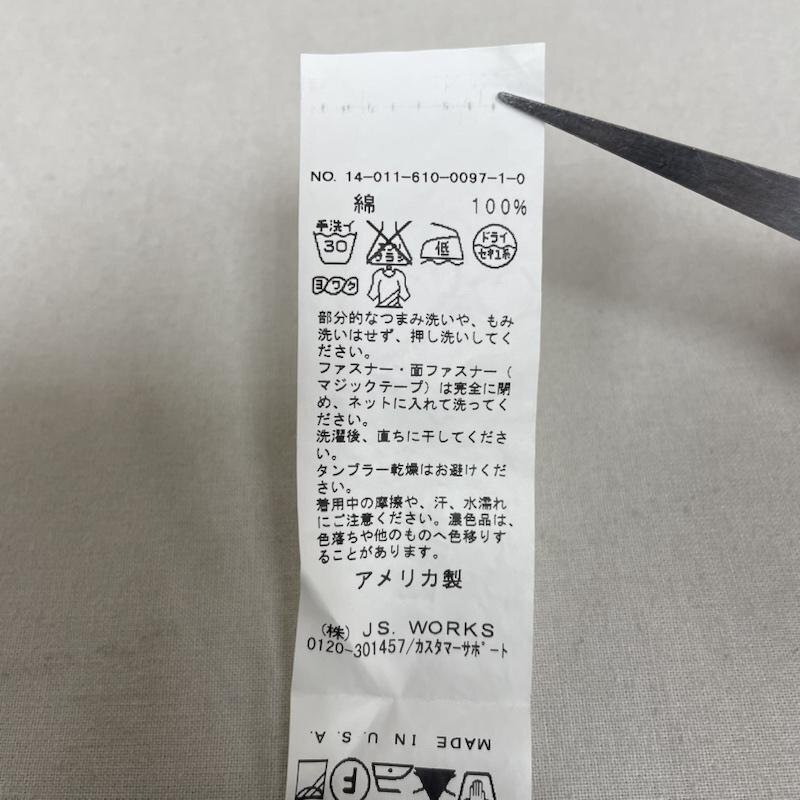 NO. 14-011-610-0097-1-0
綿 100%
手洗イ
30
エンソ
サラシ
低
ドライ
セキユ系
ヨワク
部分的なつまみ洗いや、もみ
洗いはせず、押し洗いしてく
ださい。
ファスナー・面ファスナー(
マジックテープ)は完全に閉
め、ネットに入れて洗ってく
ださい。
洗濯後、直ちに干してくださ
い。
タンブラー乾燥はお避けくだ
さい。
着用中の摩擦や、汗、水濡れ
にご注意ください。濃色品は、
色落ちや他のものへ色移りす
ることがあります。
アメリカ製
(株) JS. WORKS
0120-301457/カスタマーサポート
MADE IN U.S.A.
F